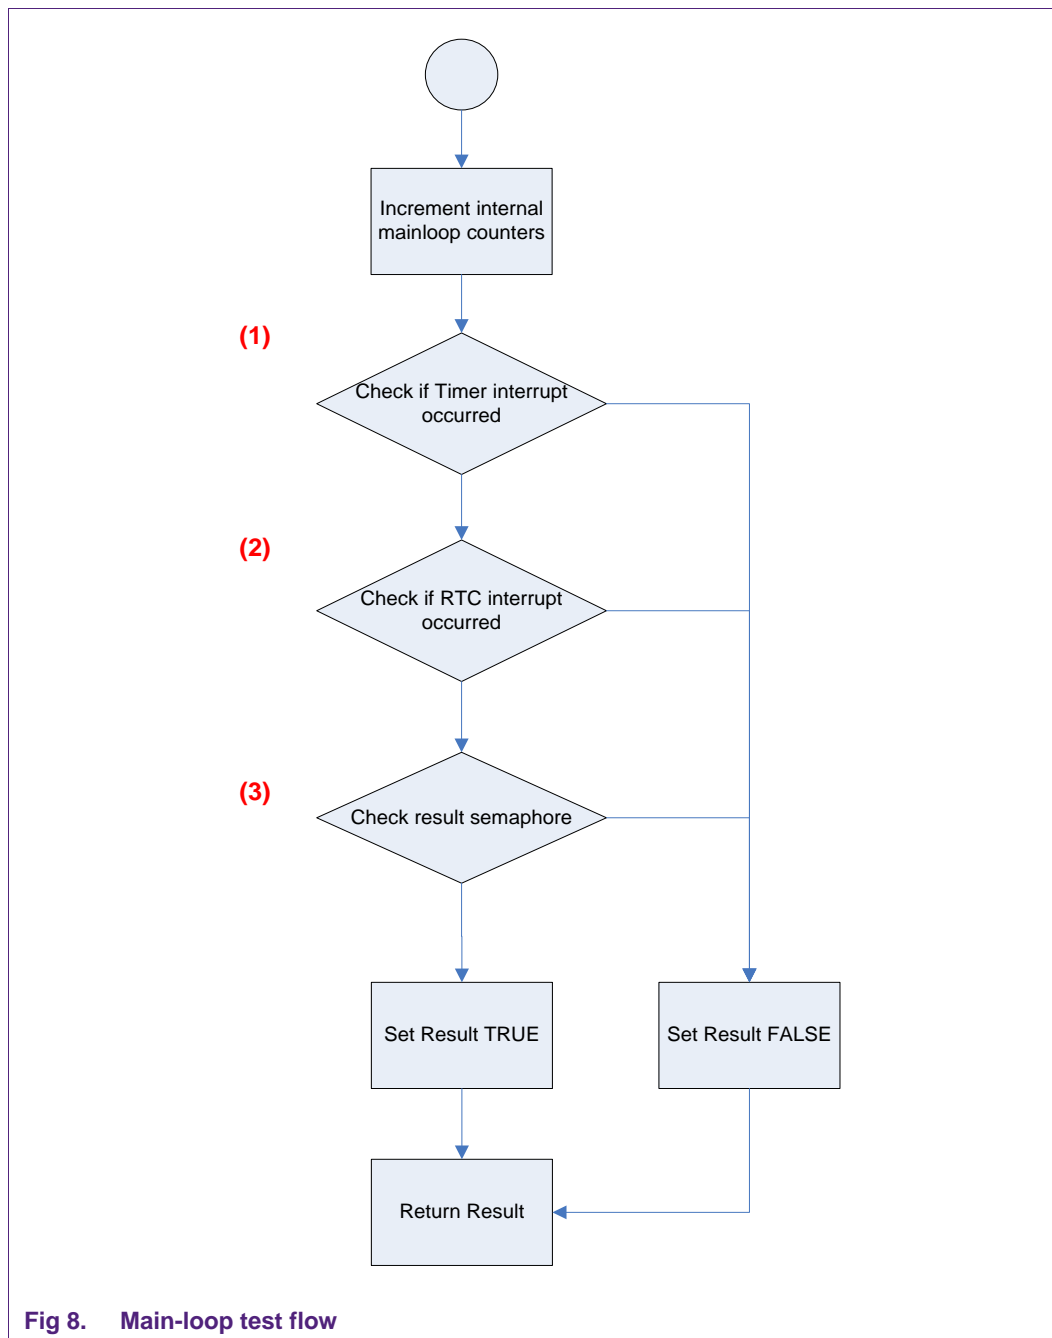 Increment internal
mainloop counters
(1)
Check if Timer interrupt
occurred
(2)
Check if RTC interrupt
occurred
(3)
Check result semaphore
Set Result TRUE
Set Result FALSE
Return Result
Fig 8. Main-loop test flow